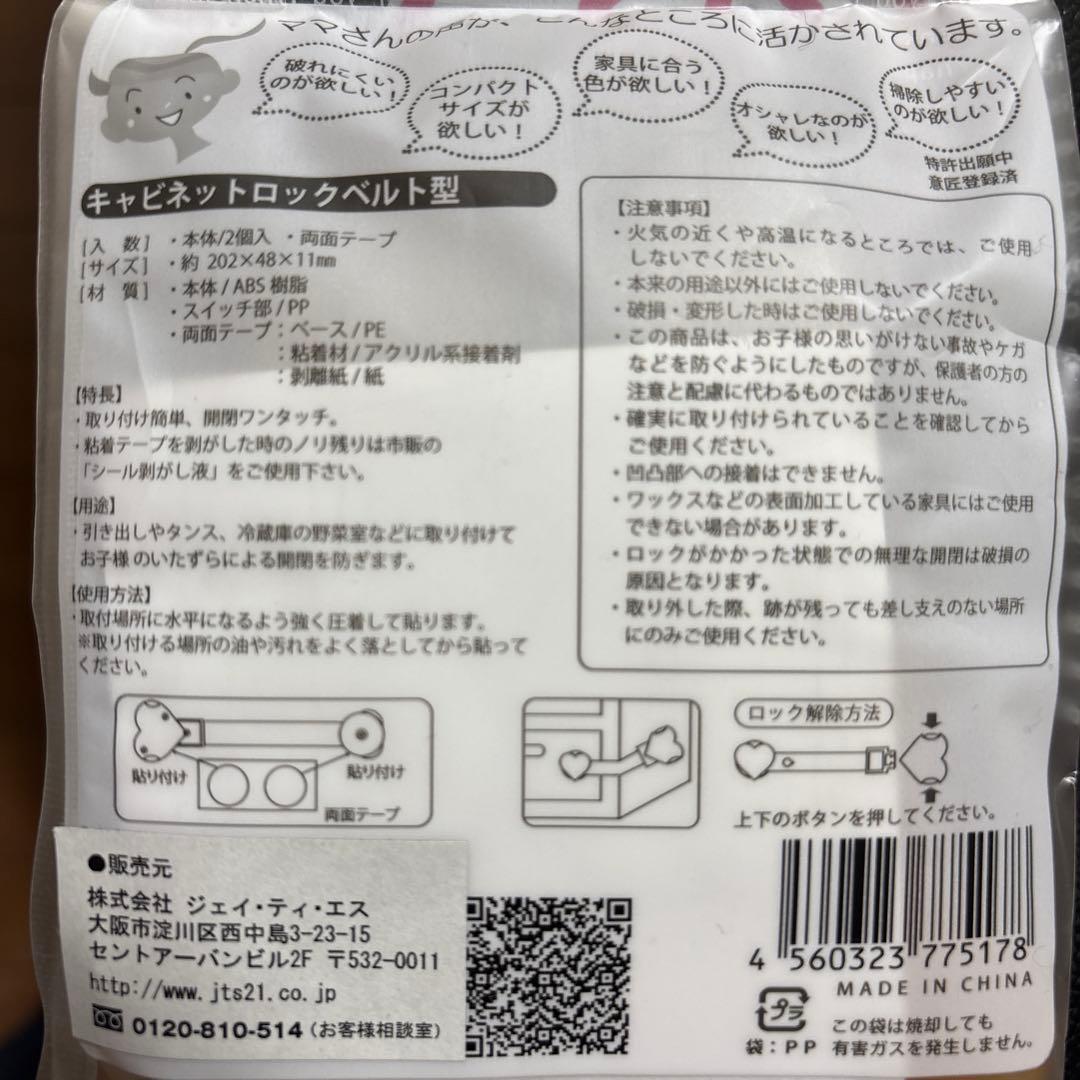 ママさんの声が、こんなところに活かされています。
破れにくい
のが欲しい！
コンパクト
サイズが
欲しい！
家具に合う
色が欲しい！
オシャレなのが
欲しい！
掃除しやすい
のが欲しい！
特許出願中
意匠登録済
キャビネットロックベルト型
[入　数] ・本体/2個入 ・両面テープ
[サイズ] ・約 202×48×11㎜
[材　質] ・本体/ABS 樹脂
・スイッチ部/PP
・両面テープ：ベース/PE
：粘着材/アクリル系接着剤
：剥離紙/紙
【特長】
・取り付け簡単、開閉ワンタッチ。
・粘着テープを剥がした時のノリ残りは市販の
「シール剥がし液」をご使用下さい。
【用途】
・引き出しやタンス、冷蔵庫の野菜室などに取り付けて
お子様のいたずらによる開閉を防ぎます。
【使用方法】
・取付場所に水平になるよう強く圧着して貼ります。
※取り付ける場所の油や汚れをよく落としてから貼って
ください。
【注意事項】
・火気の近くや高温になるところでは、ご使用
しないでください。
・本来の用途以外にはご使用しないでください。
・破損・変形した時はご使用しないでください。
・この商品は、お子様の思いがけない事故やケガ
などを防ぐようにしたものですが、保護者の方の
注意と配慮に代わるものではありません。
・確実に取り付けられていることを確認してから
ご使用ください。
・凹凸部への接着はできません。
・ワックスなどの表面加工している家具にはご使用
できない場合があります。
・ロックがかかった状態での無理な開閉は破損の
原因となります。
・取り外した際、跡が残っても差し支えのない場所
にのみご使用ください。
貼り付け
貼り付け
両面テープ
ロック解除方法
上下のボタンを押してください。
●販売元
株式会社 ジェイ・ティ・エス
大阪市淀川区西中島3-23-15
セントアーバンビル2F 〒532-0011
http://www.jts21.co.jp
0120-810-514 (お客様相談室)
4 560323 775178
MADE IN CHINA
プラ
袋：PP
この袋は焼却しても
有害ガスを発生しません。